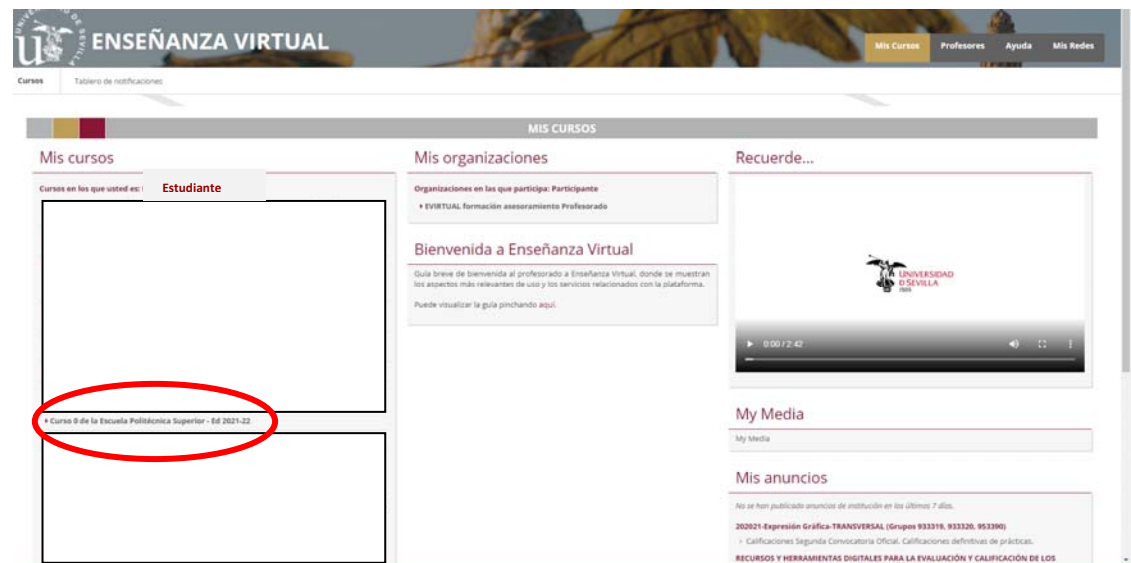 UNIVERSIDAD DE SEVILLA
ENSEÑANZA VIRTUAL
Mis Cursos
Profesores
Ayuda
Mis Redes
Cursos
Tablero de notificaciones
MIS CURSOS
Mis cursos
Cursos en los que usted es:
Estudiante
Curso 0 de la Escuela Politécnica Superior - Ed 2021-22
Mis organizaciones
Organizaciones en las que participa: Participante
EVIRTUAL formación asesoramiento Profesorado
Bienvenida a Enseñanza Virtual
Guía breve de bienvenida al profesorado a Enseñanza Virtual, donde se muestran
los aspectos más relevantes de uso y los servicios relacionados con la plataforma.
Puede visualizar la guía pinchando aquí.
Recuerde...
UNIVERSIDAD
D SEVILLA
1505
0:00 / 2:42
My Media
My Media
Mis anuncios
No se han publicado anuncios de institución en los últimos 7 días.
202021-Expresión Gráfica-TRANSVERSAL (Grupos 933319, 933320, 953390)
Calificaciones Segunda Convocatoria Oficial. Calificaciones definitivas de prácticas.
RECURSOS Y HERRAMIENTAS DIGITALES PARA LA EVALUACIÓN Y CALIFICACIÓN DE LOS